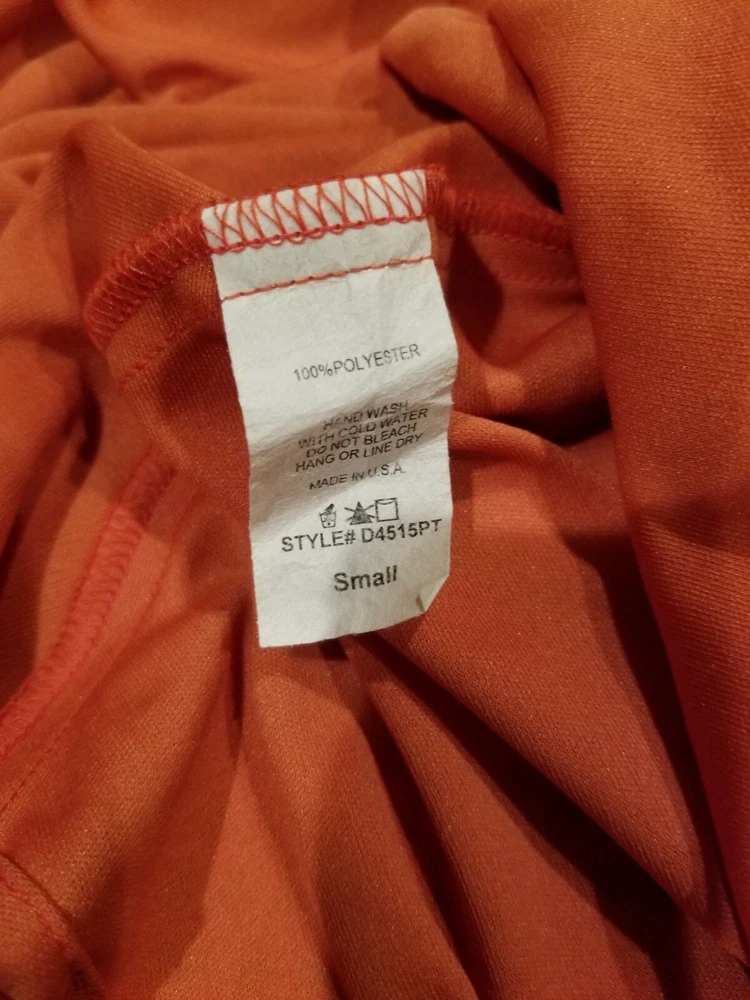 100%POLYESTER
HAND WASH
WITH COLD WATER
DO NOT BLEACH
HANG OR LINE DRY
MADE IN U.S.A.
STYLE# D4515PT
Small